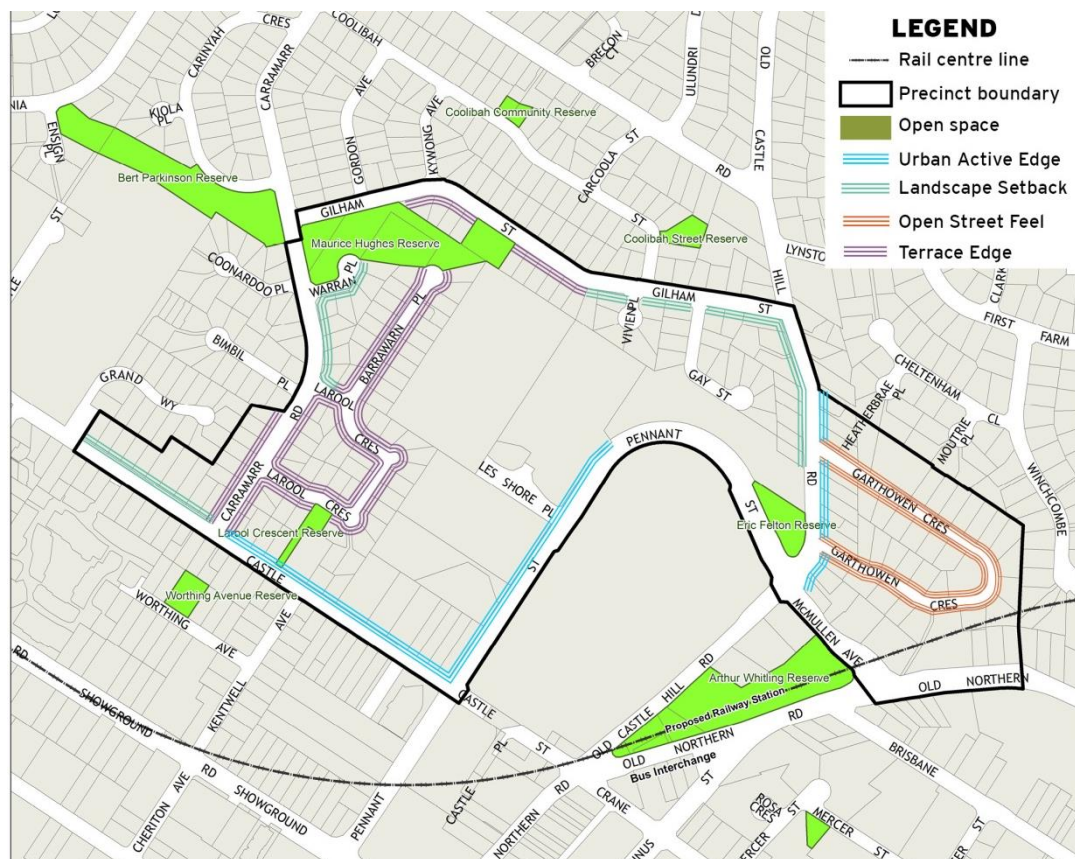 LEGEND
Rail centre line
Precinct boundary
Open space
Urban Active Edge
Landscape Setback
Open Street Feel
Terrace Edge
CRES
CARINYAH
CARRAMARR
COOLIBAH
BRECON
CT
ULUNDRI
OLD
NIA
KIOLA
PL
ENSIGN
PL
AVE
GORDON
AVE
KYWONG
Coolibah Community Reserve
ST
RD
CASTLE
CARCOOLA
ST
Bert Parkinson Reserve
ST
GILHAM
ST
Maurice Hughes Reserve
Coolibah Street Reserve
LYNSTO
HILL
CLARK
COONARDOO PL
WARRAN
PL
BARRAWARN
PL
GILHAM
ST
VIVIEN
PL
FIRST
FARM
BIMBIL
PL
GRAND
WY
LAROOL
CRES
GAY ST
CHELTENHAM
CL
HEATHERBRAE
PL
MOUTRIE
PL
WINCHCOMBE
RD
CARRAMARR
LAROOL
CRES
PENNANT
ST
LES SHORE
PL
RD
GARTHOWEN
CRES
Larool Crescent Reserve
Eric Felton Reserve
GARTHOWEN
CRES
CASTLE
ST
Worthing Avenue Reserve
WORTHING
AVE
KENTWELL
AVE
McMULLEN
AVE
RD
SHOWGROUND
RD
SHOWGROUND
CASTLE
ST
OLD
CASTLE
HILL
RD
Arthur Whitling Reserve
Proposed Railway Station
OLD
NORTHERN
RD
OLD
NORTHERN
Bus Interchange
CHERITON
AVE
PENNANT
CASTLE
PL
NORTHERN
RD
CRANE
ST
NUS
BRISBANE
ROSA
CRES
ST
MERCER
ST
RCER
ER
ST